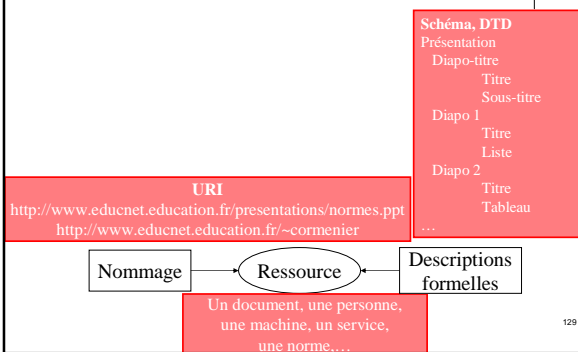 Schéma, DTD
Présentation
Diapo-titre
Titre
Sous-titre
Diapo 1
Titre
Liste
Diapo 2
Titre
Tableau
…
URI
http://www.educnet.education.fr/presentations/normes.ppt
http://www.educnet.education.fr/~cormenier
Nommage
Ressource
Descriptions
formelles
Un document, une personne,
une machine, un service,
une norme,…
129